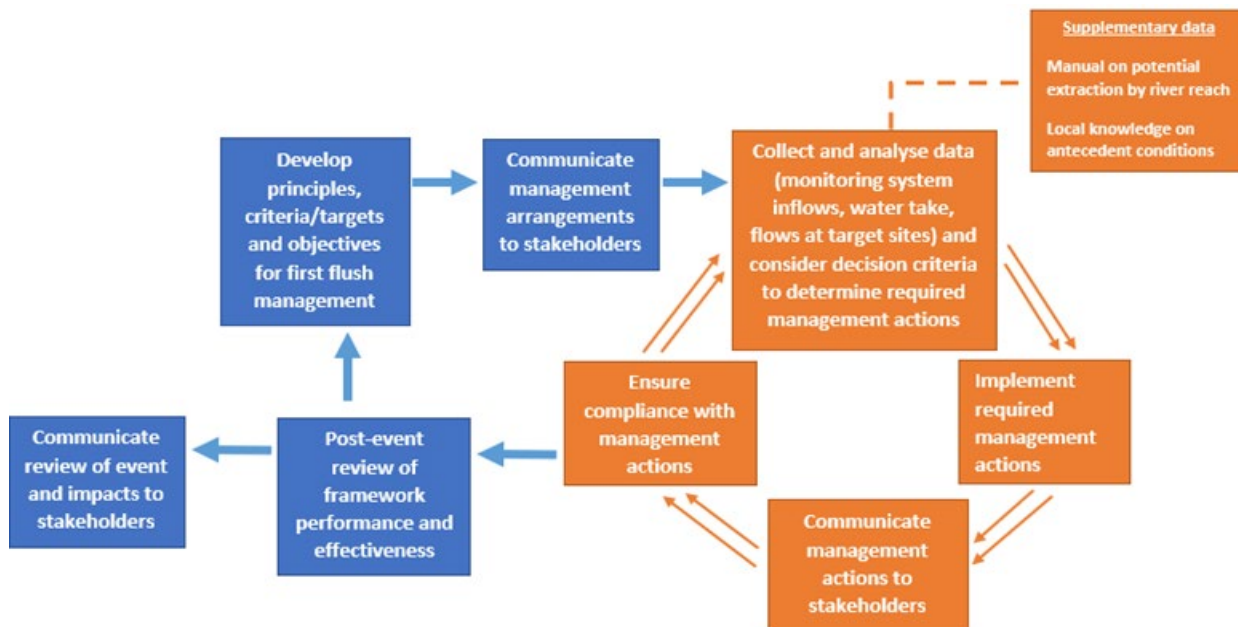 Supplementary data
Manual on potential
extraction by river reach
Local knowledge on
antecedent conditions
Develop
principles,
criteria/targets
and objectives
for first flush
management
Communicate
management
arrangements
to stakeholders
Collect and analyse data
(monitoring system
inflows, water take,
flows at target sites) and
consider decision criteria
to determine required
management actions
Implement
required
management
actions
Communicate
management
actions to
stakeholders
Ensure
compliance with
management
actions
Post-event
review of
framework
performance and
effectiveness
Communicate
review of event
and impacts to
stakeholders